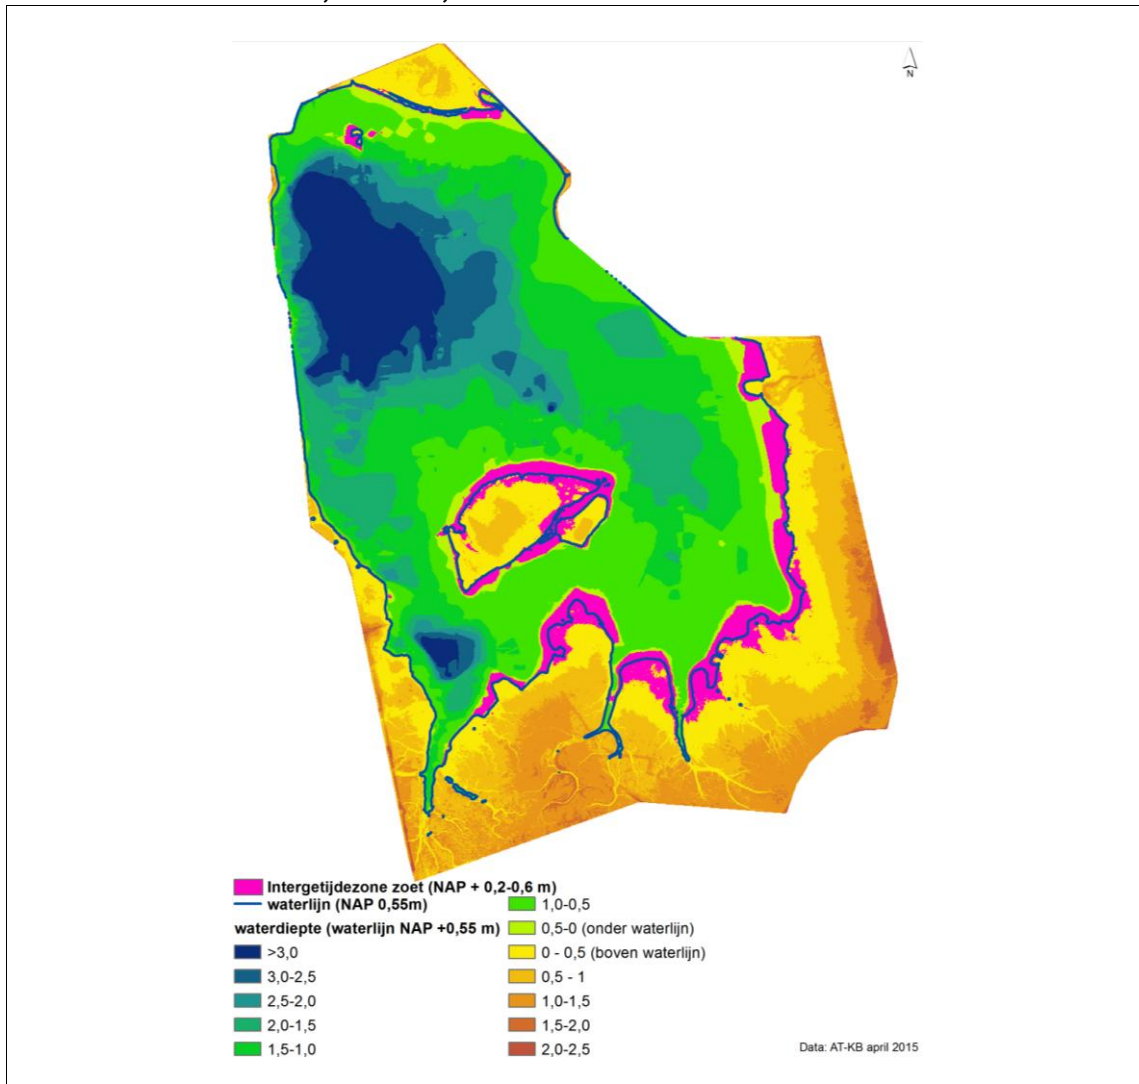 N
Intergetijdezone zoet (NAP + 0,2-0,6 m)
waterlijn (NAP 0,55m)
waterdiepte (waterlijn NAP +0,55 m)
>3,0
3,0-2,5
2,5-2,0
2,0-1,5
1,5-1,0
1,0-0,5
0,5-0 (onder waterlijn)
0 - 0,5 (boven waterlijn)
0,5 - 1
1,0-1,5
1,5-2,0
2,0-2,5
Data: AT-KB april 2015